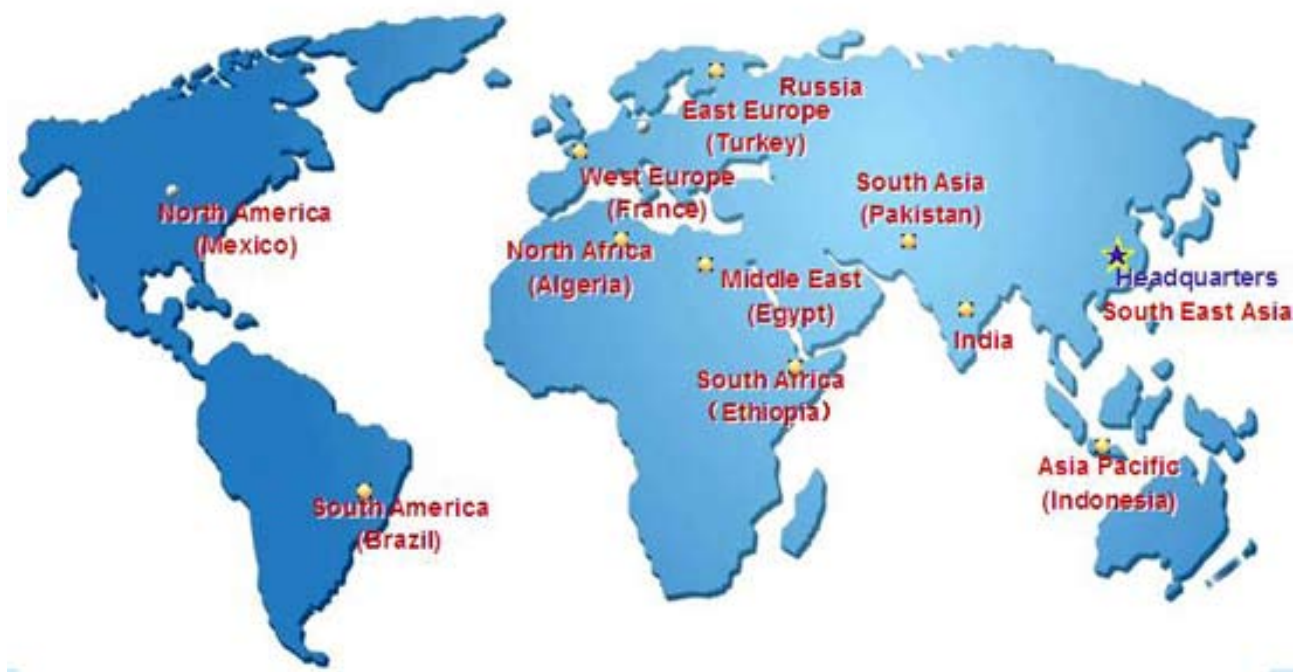 Russia
East Europe
(Turkey)
West Europe
(France)
South Asia
(Pakistan)
North America
(Mexico)
North Africa
(Algeria)
Middle East
(Egypt)
Headquarters
South East Asia
India
South Africa
(Ethiopia)
Asia Pacific
(Indonesia)
South America
(Brazil)